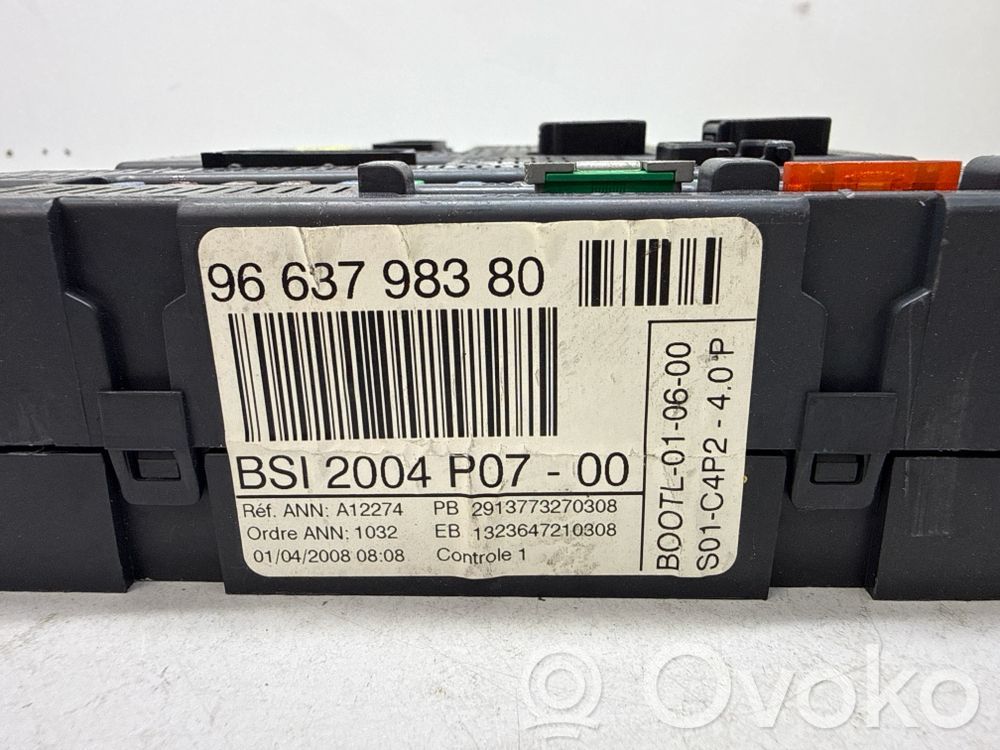 96 637 983 80
BSI 2004 P07 - 00
Réf. ANN: A12274 PB 2913773270308
Ordre ANN: 1032 EB 1323647210308
01/04/2008 08:08 Controle 1
BOOTL-01-06-00
S01-C4P2 - 4.0 P
Ovoko